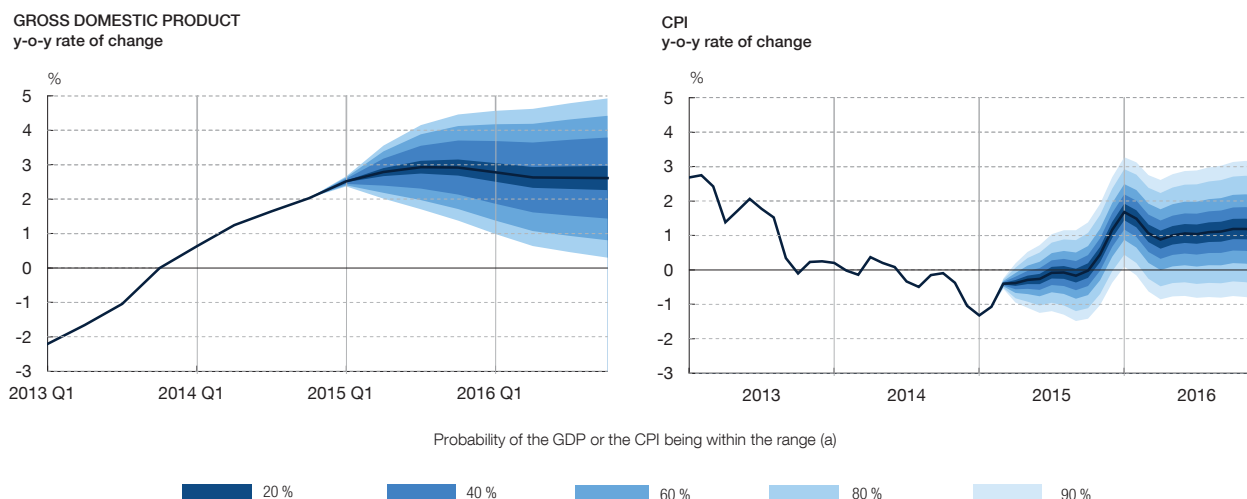 GROSS DOMESTIC PRODUCT
y-o-y rate of change
%
5
4
3
2
1
0
-1
-2
-3
2013 Q1 2014 Q1 2015 Q1 2016 Q1
CPI
y-o-y rate of change
%
5
4
3
2
1
0
-1
-2
-3
2013 2014 2015 2016
Probability of the GDP or the CPI being within the range (a)
20 % 40 % 60 % 80 % 90 %